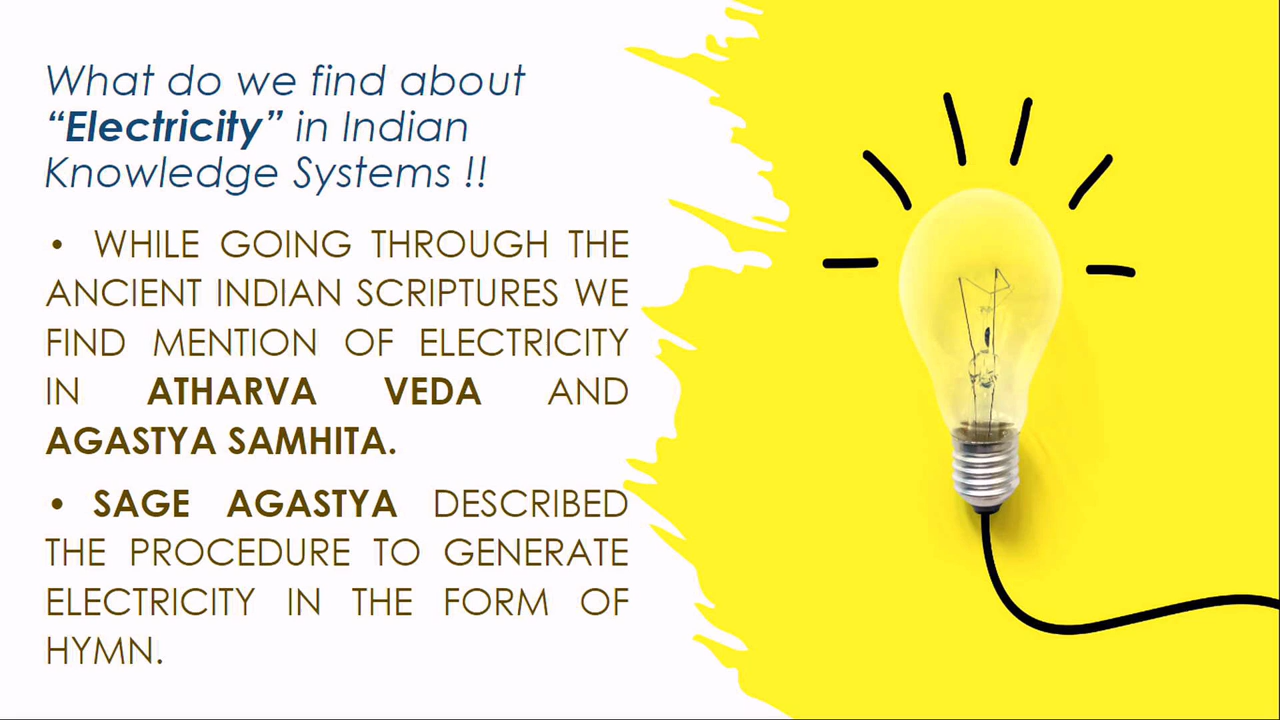 What do we find about
“Electricity” in Indian
Knowledge Systems !!
• WHILE GOING THROUGH THE
ANCIENT INDIAN SCRIPTURES WE
FIND MENTION OF ELECTRICITY
IN ATHARVA VEDA AND
AGASTYA SAMHITA.
• SAGE AGASTYA DESCRIBED
THE PROCEDURE TO GENERATE
ELECTRICITY IN THE FORM OF
HYMN.